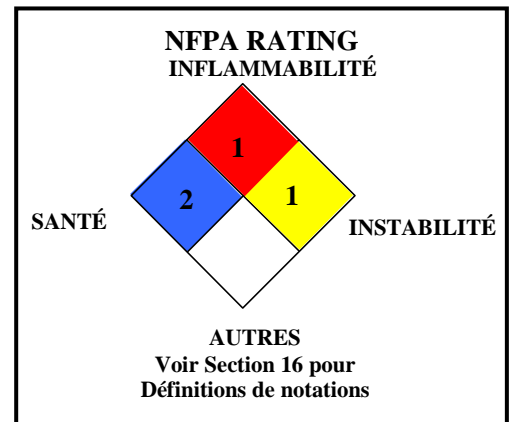 NFPA RATING
INFLAMMABILITÉ
1
2
1
SANTÉ
INSTABILITÉ
AUTRES
Voir Section 16 pour
Définitions de notations